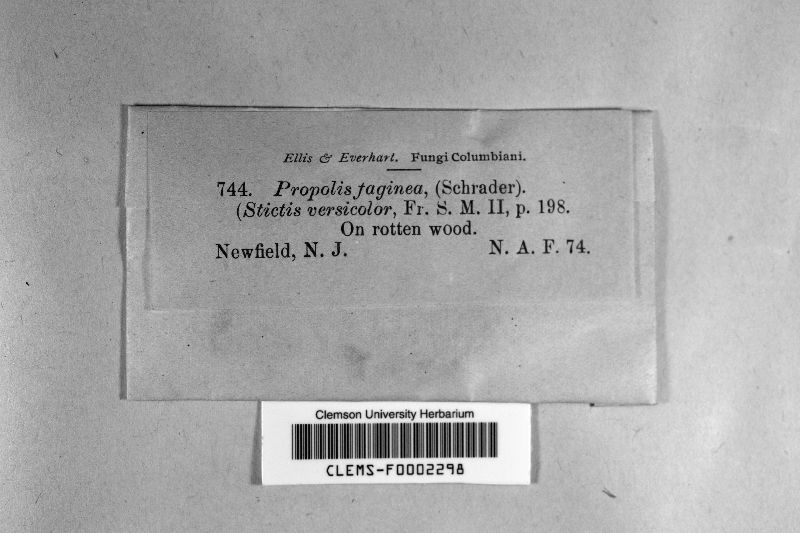 Ellis & Everhart. Fungi Columbiani.
744. Propolis faginea, (Schrader).
(Stictis versicolor, Fr. S. M. II, p. 198.
On rotten wood.
Newfield, N. J. N. A. F. 74.
Clemson University Herbarium
CLEMS-F0002298